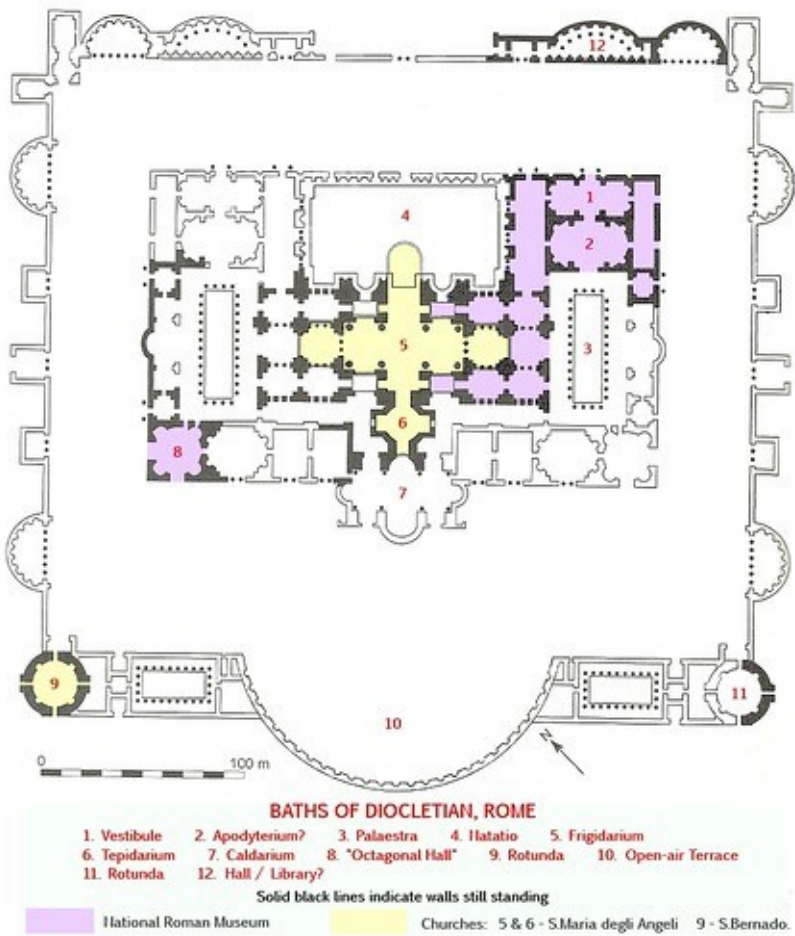 12
1
4
2
5
3
6
8
7
9
11
10
N
0 100 m
BATHS OF DIOCLETIAN, ROME
1. Vestibule 2. Apodyterium? 3. Palaestra 4. Natatio 5. Frigidarium
6. Tepidarium 7. Caldarium 8. "Octagonal Hall" 9. Rotunda 10. Open-air Terrace
11. Rotunda 12. Hall / Library?
Solid black lines indicate walls still standing
National Roman Museum Churches: 5 & 6 - S.Maria degli Angeli 9 - S.Bernado.